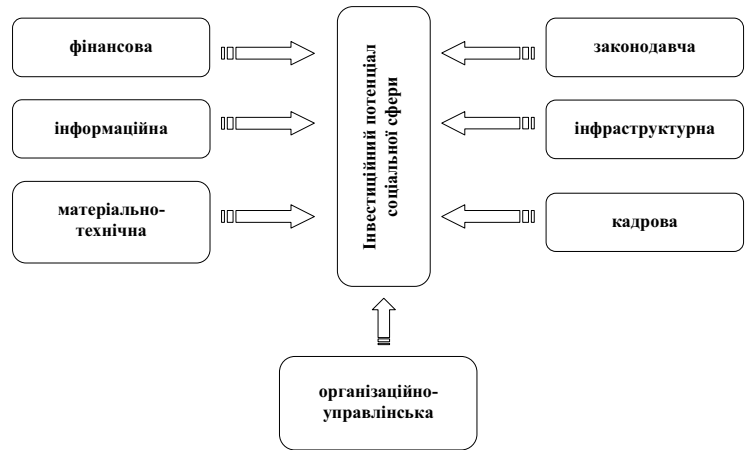 фінансова
інформаційна
матеріально-
технічна
Інвестиційний потенціал
соціальної сфери
законодавча
інфраструктурна
кадрова
організаційно-
управлінська